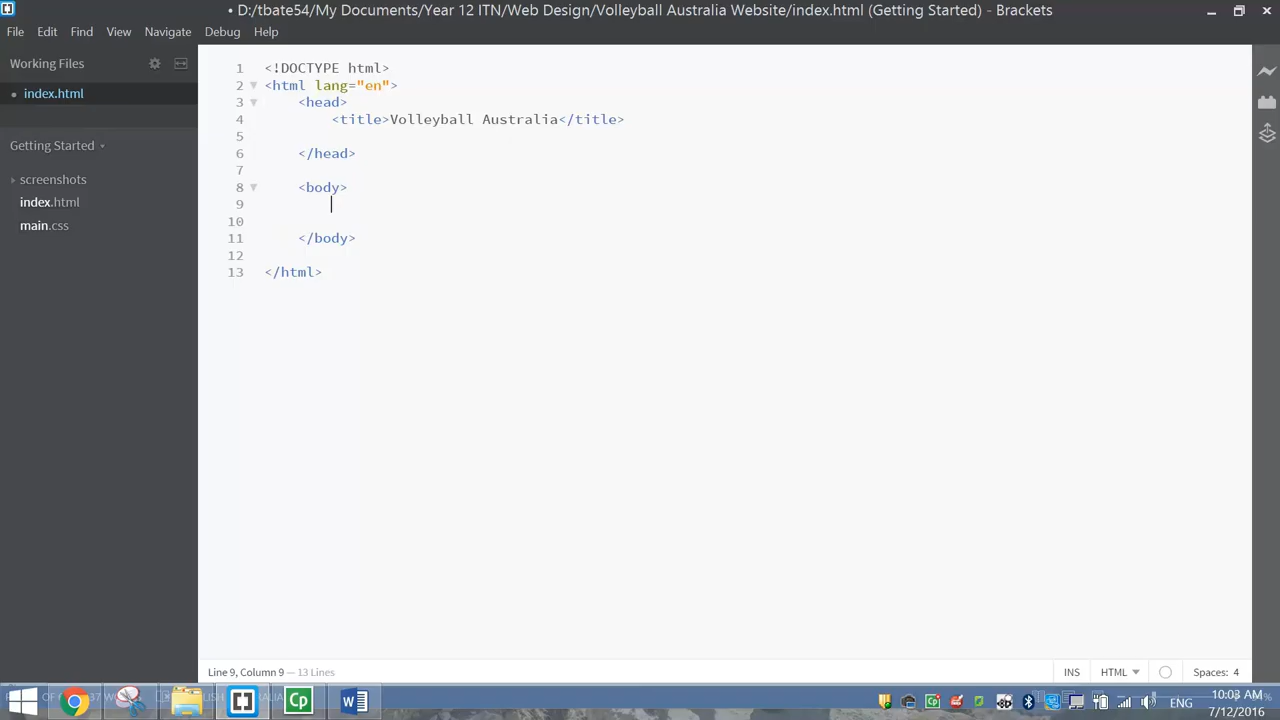 • D:/tbate54/My Documents/Year 12 ITN/Web Design/Volleyball Australia Website/index.html (Getting Started) - Brackets
File Edit Find View Navigate Debug Help
Working Files
index.html
Getting Started
screenshots
index.html
main.css
1 <!DOCTYPE html>
2 <html lang="en">
3 <head>
4 <title>Volleyball Australia</title>
5
6 </head>
7
8 <body>
9
10
11 </body>
12
13 </html>
Line 9, Column 9 — 13 Lines
INS HTML Spaces: 4
Cp W ENG
10:03 AM
7/12/2016